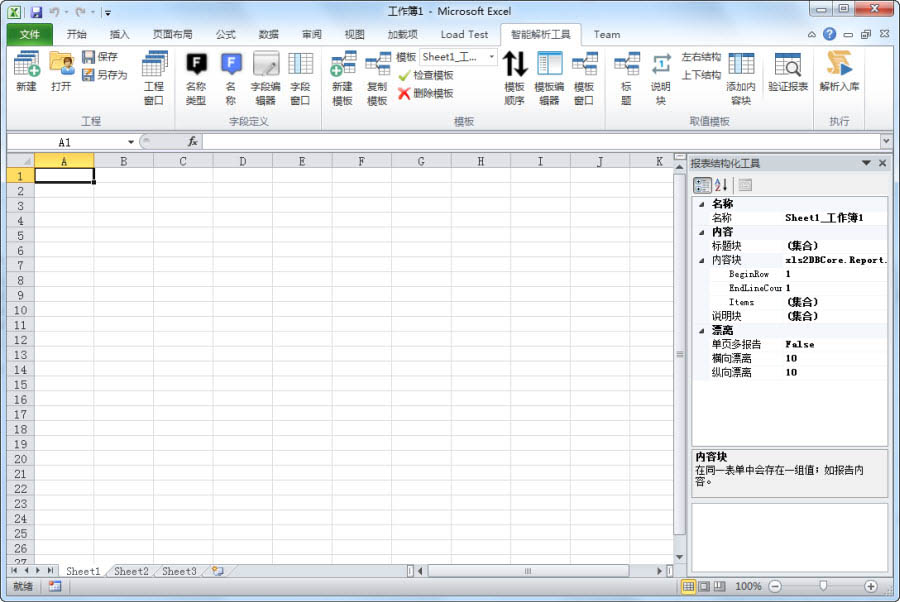 工作簿1 - Microsoft Excel
文件 开始 插入 页面布局 公式 数据 审阅 视图 加载项 Load Test 智能解析工具 Team
新建 打开 保存 另存为 工程窗口
工程
名称类型 名称 字段编辑器 字段窗口
字段定义
新建模板 复制模板 模板 Sheet1_工... 检查模板 删除模板 模板顺序 模板编辑器 模板窗口
模板
标题 说明块 左右结构 上下结构 添加内容块 验证报表
取值模板
解析入库
执行
A1 fx
A B C D E F G H I J K
1
2
3
4
5
6
7
8
9
10
11
12
13
14
15
16
17
18
19
20
21
22
23
24
25
26
27
报表结构化工具
名称
名称 Sheet1_工作簿1
内容
标题块 (集合)
内容块 xls2DBCore.Report.
BeginRow 1
EndLineCour 1
Items (集合)
说明块 (集合)
漂离
单页多报告 False
横向漂离 10
纵向漂离 10
内容块
在同一表单中会存在一组值；如报告内
容。
Sheet1 Sheet2 Sheet3
就绪 100%